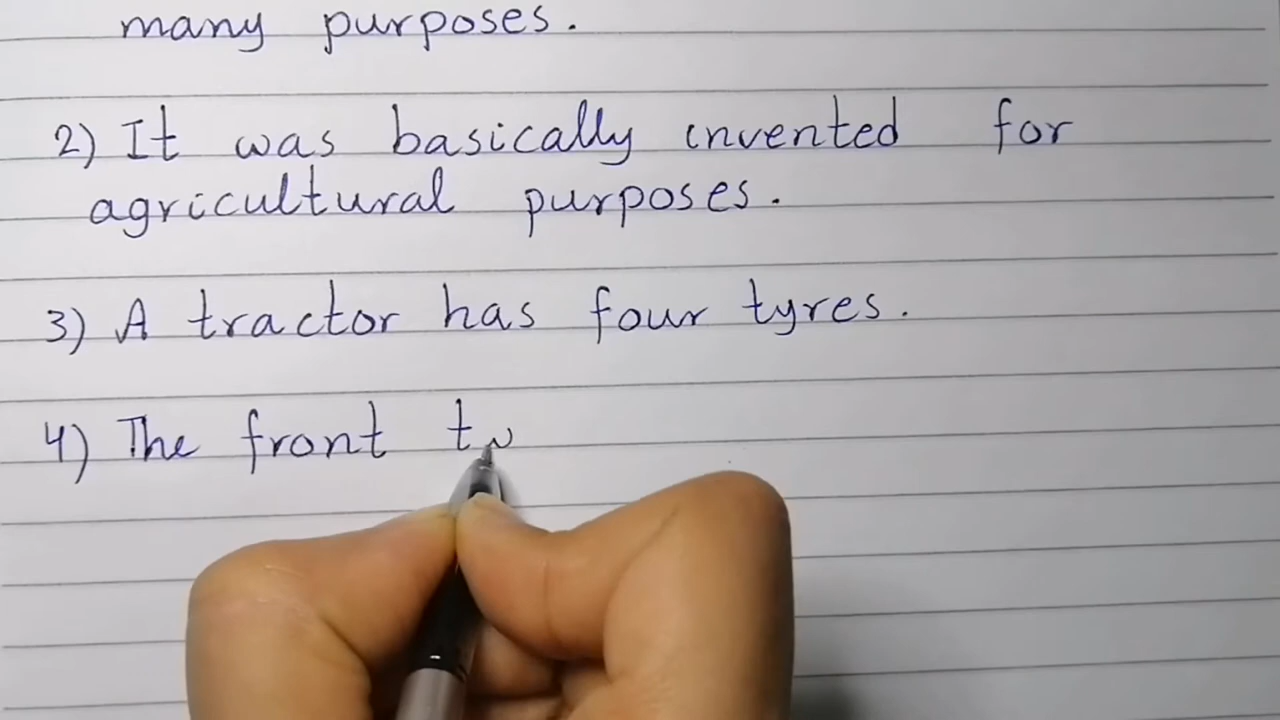 many purposes.
2) It was basically invented for
agricultural purposes.
3) A tractor has four tyres.
4) The front